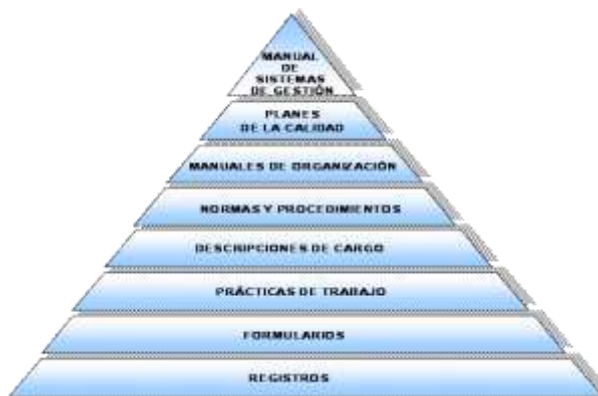 MANUAL
DE
SISTEMAS
DE GESTIÓN
PLANES
DE LA CALIDAD
MANUALES DE ORGANIZACIÓN
NORMAS Y PROCEDIMIENTOS
DESCRIPCIONES DE CARGO
PRÁCTICAS DE TRABAJO
FORMULARIOS
REGISTROS